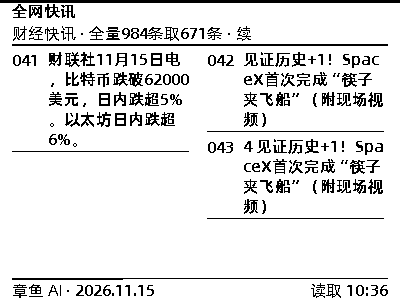 全网快讯
财经快讯 · 全量984条取671条 · 续
041 财联社11月15日电
，比特币跌破62000
美元，日内跌超5%
。以太坊日内跌超
6%。
042 见证历史+1！Spac
eX首次完成“筷子
夹飞船”（附现场视
频）
043 4 见证历史+1！Spa
ceX首次完成“筷子
夹飞船”（附现场视
频）
章鱼 AI · 2026.11.15
读取 10:36